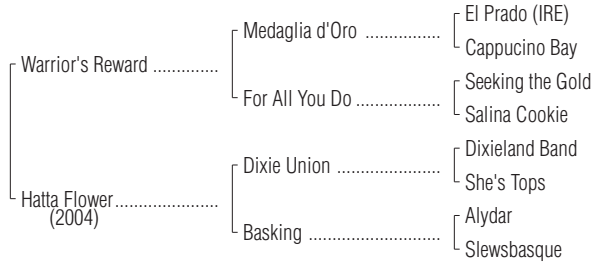 El Prado (IRE)
Medaglia d'Oro ................
Cappucino Bay
Warrior's Reward ..............
Seeking the Gold
For All You Do ..................
Salina Cookie
Dixieland Band
Dixie Union ......................
She's Tops
Hatta Flower......................
(2004)
Alydar
Basking ............................
Slewsbasque